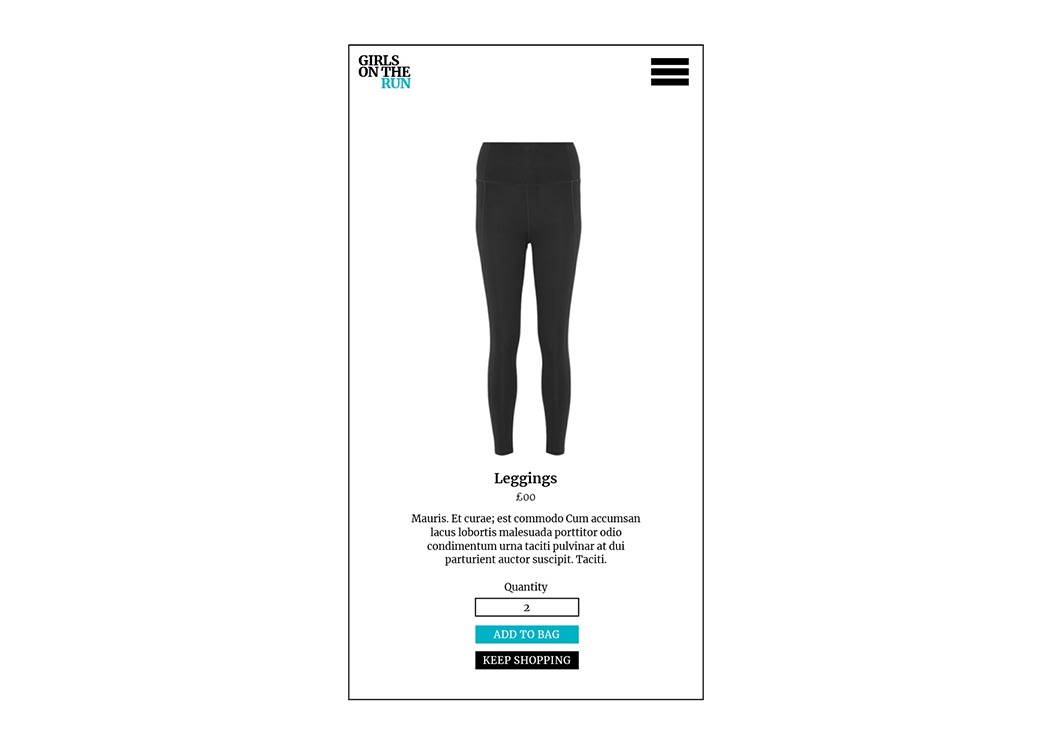 GIRLS
ON THE
RUN
Leggings
£00
Mauris. Et curae; est commodo Cum accumsan
lacus lobortis malesuada porttitor odio
condimentum urna taciti pulvinar at dui
parturient auctor suscipit. Taciti.
Quantity
2
ADD TO BAG
KEEP SHOPPING